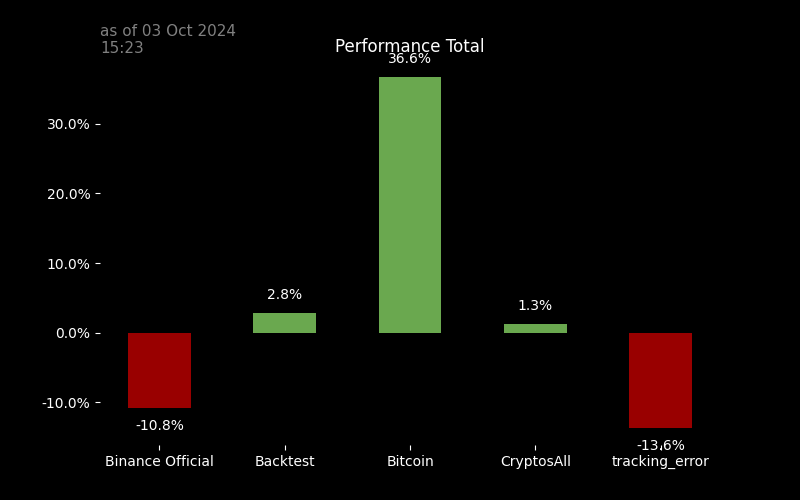 as of 03 Oct 2024
15:23
Performance Total
36.6%
30.0%
20.0%
10.0%
2.8%
1.3%
0.0%
-10.0%
-10.8%
-13.6%
Binance Official
Backtest
Bitcoin
CryptosAll
tracking_error